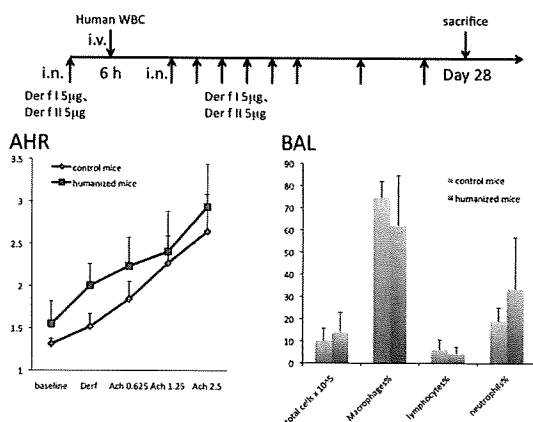 Human WBC
sacrifice
i.v.
i.n.
6 h
i.n.
Day 28
Der f I 5μg、
Der f II 5μg
Der f I 5μg、
Der f II 5μg
AHR
3.5
3
2.5
2
1.5
1
control mice
humanized mice
baseline
Derf
Ach 0.625
Ach 1.25
Ach 2.5
BAL
90
80
70
60
50
40
30
20
10
0
control mice
humanized mice
total cells x 10^5
Macrophages%
lymphocytes%
neutrophils%